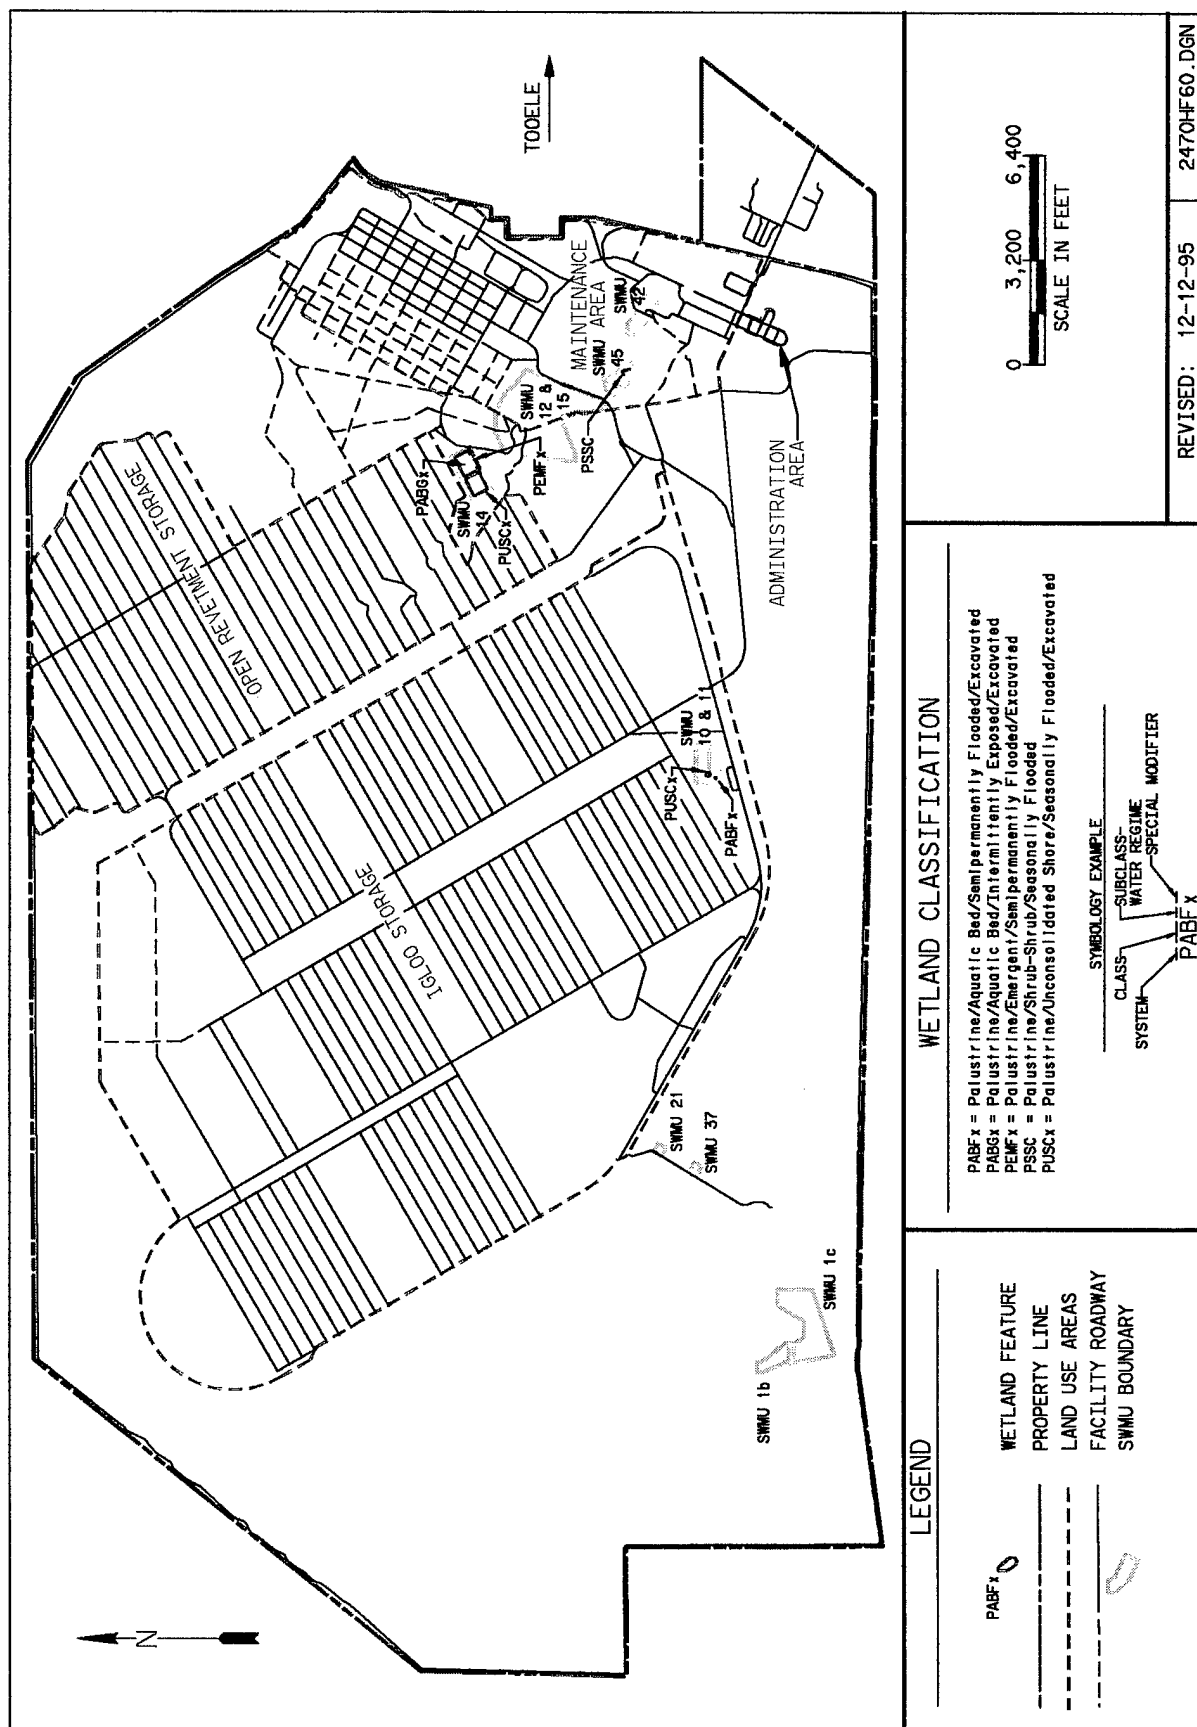 N
TOOELE
OPEN REVETMENT STORAGE
IGLOO STORAGE
PABGx
SWMU
14
PUSCx
PEMFx
SWMU
12 &
15
MAINTENANCE
AREA
SWMU
45
PSSC
SWMU
42
ADMINISTRATION
AREA
SWMU
10 & 11
PUSCx
PABFx
SWMU 21
SWMU 37
SWMU 1b
SWMU 1c
LEGEND
PABFx
WETLAND FEATURE
PROPERTY LINE
LAND USE AREAS
FACILITY ROADWAY
SWMU BOUNDARY
WETLAND CLASSIFICATION
PABFx = Palustrine/Aquatic Bed/Semipermanently Flooded/Excavated
PABGx = Palustrine/Aquatic Bed/Intermittently Exposed/Excavated
PEMFx = Palustrine/Emergent/Semipermanently Flooded/Excavated
PSSC = Palustrine/Shrub-Shrub/Seasonally Flooded
PUSCx = Palustrine/Unconsolidated Shore/Seasonally Flooded/Excavated
SYMBOLOGY EXAMPLE
CLASS
SUBCLASS
SYSTEM
WATER REGIME
SPECIAL MODIFIER
PABFx
0 3,200 6,400
SCALE IN FEET
REVISED: 12-12-95
2470HF60.DGN